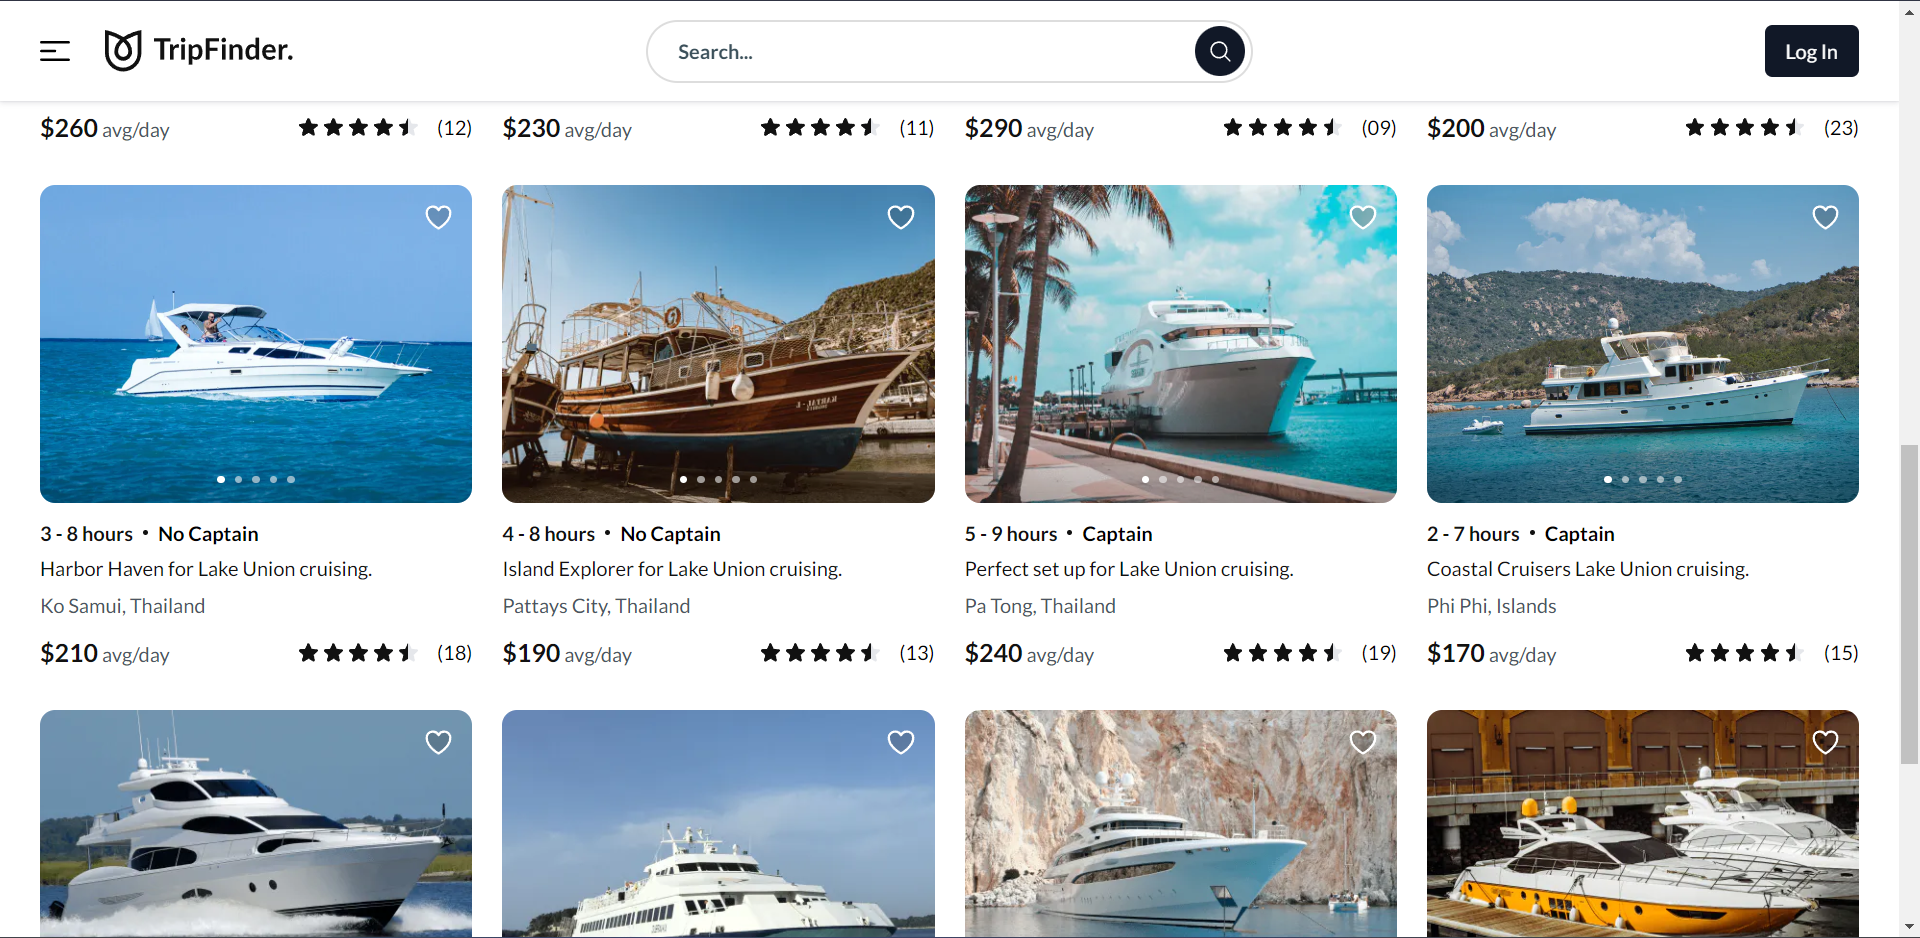 TripFinder.
Search...
Log In
$260 avg/day (12)
$230 avg/day (11)
$290 avg/day (09)
$200 avg/day (23)
3 - 8 hours • No Captain
Harbor Haven for Lake Union cruising.
Ko Samui, Thailand
$210 avg/day (18)
4 - 8 hours • No Captain
Island Explorer for Lake Union cruising.
Pattays City, Thailand
$190 avg/day (13)
5 - 9 hours • Captain
Perfect set up for Lake Union cruising.
Pa Tong, Thailand
$240 avg/day (19)
2 - 7 hours • Captain
Coastal Cruisers Lake Union cruising.
Phi Phi, Islands
$170 avg/day (15)